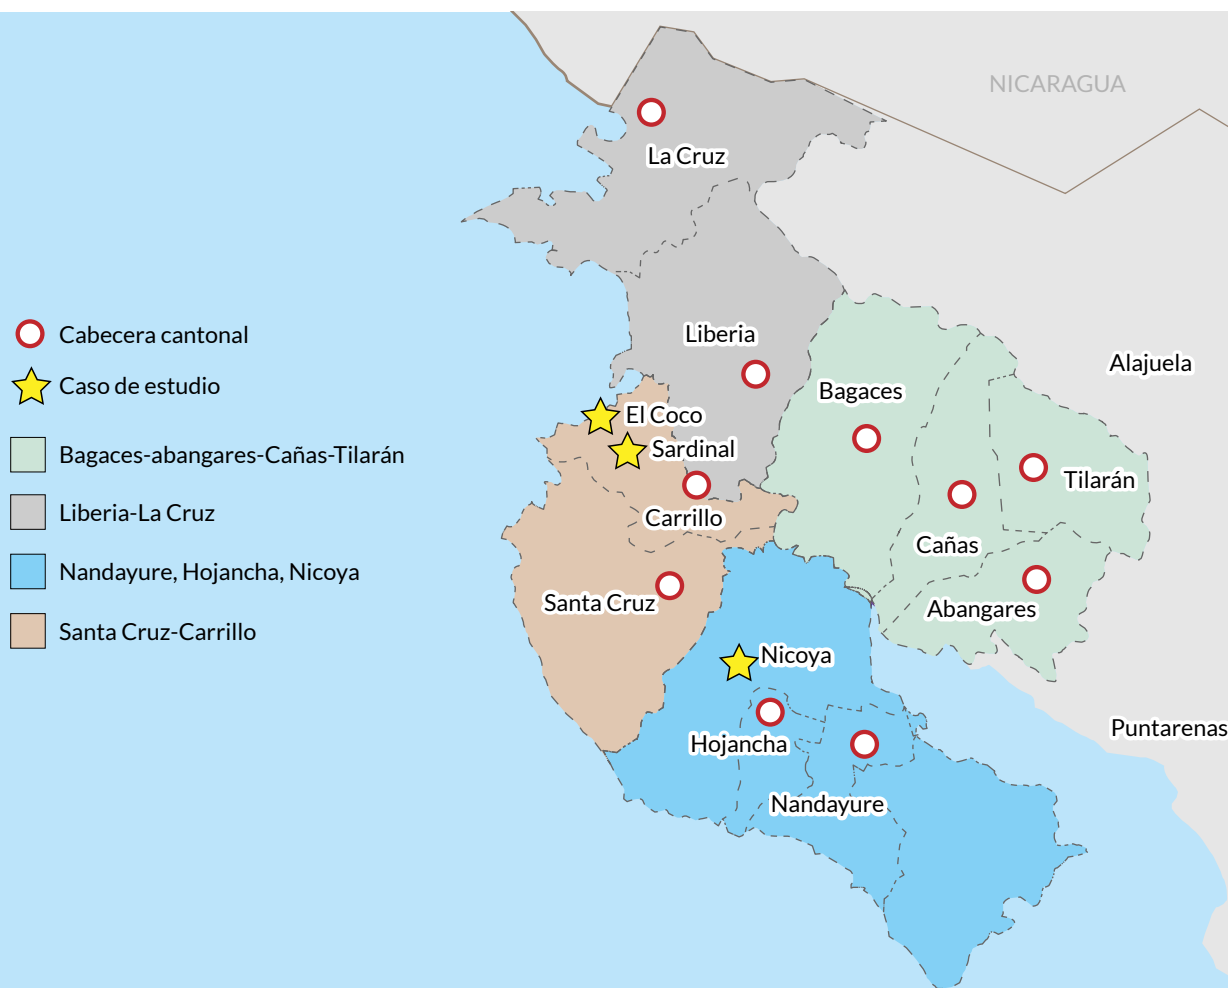 NICARAGUA
La Cruz
Liberia
Cabecera cantonal
Alajuela
Caso de estudio
Bagaces
El Coco
Sardinal
Bagaces-abangares-Cañas-Tilarán
Tilarán
Liberia-La Cruz
Carrillo
Cañas
Nandayure, Hojancha, Nicoya
Santa Cruz
Abangares
Santa Cruz-Carrillo
Nicoya
Puntarenas
Hojancha
Nandayure